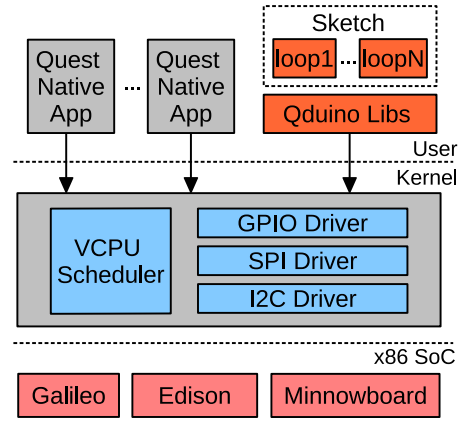 Sketch
Quest
Native
App
...
Quest
Native
App
loop1
...
loopN
Qduino Libs
User
Kernel
VCPU
Scheduler
GPIO Driver
SPI Driver
I2C Driver
x86 SoC
Galileo
Edison
Minnowboard